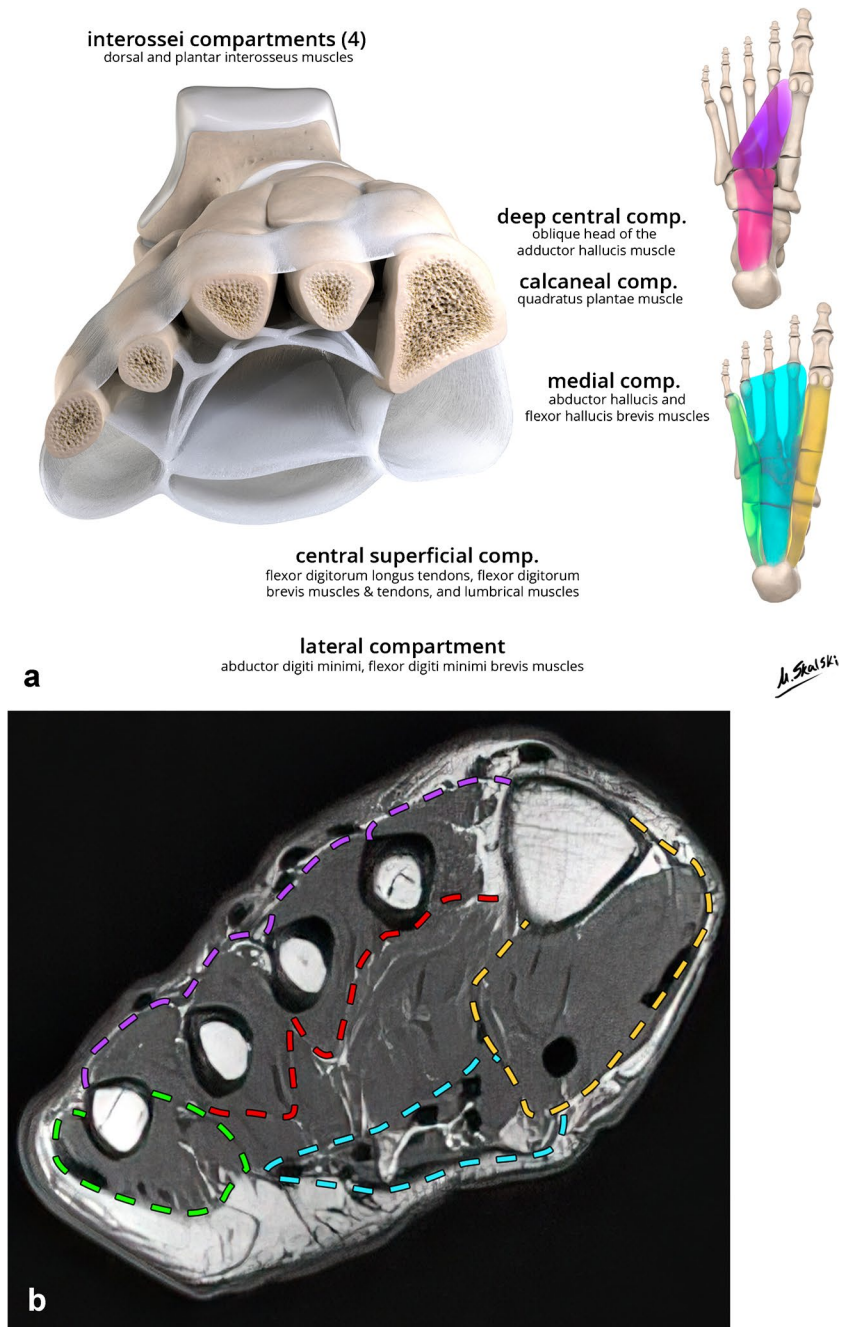 interossei compartments (4)
dorsal and plantar interosseus muscles
deep central comp.
oblique head of the
adductor hallucis muscle
calcaneal comp.
quadratus plantae muscle
medial comp.
abductor hallucis and
flexor hallucis brevis muscles
central superficial comp.
flexor digitorum longus tendons, flexor digitorum
brevis muscles & tendons, and lumbrical muscles
lateral compartment
abductor digiti minimi, flexor digiti minimi brevis muscles
a
M. Skalski
b